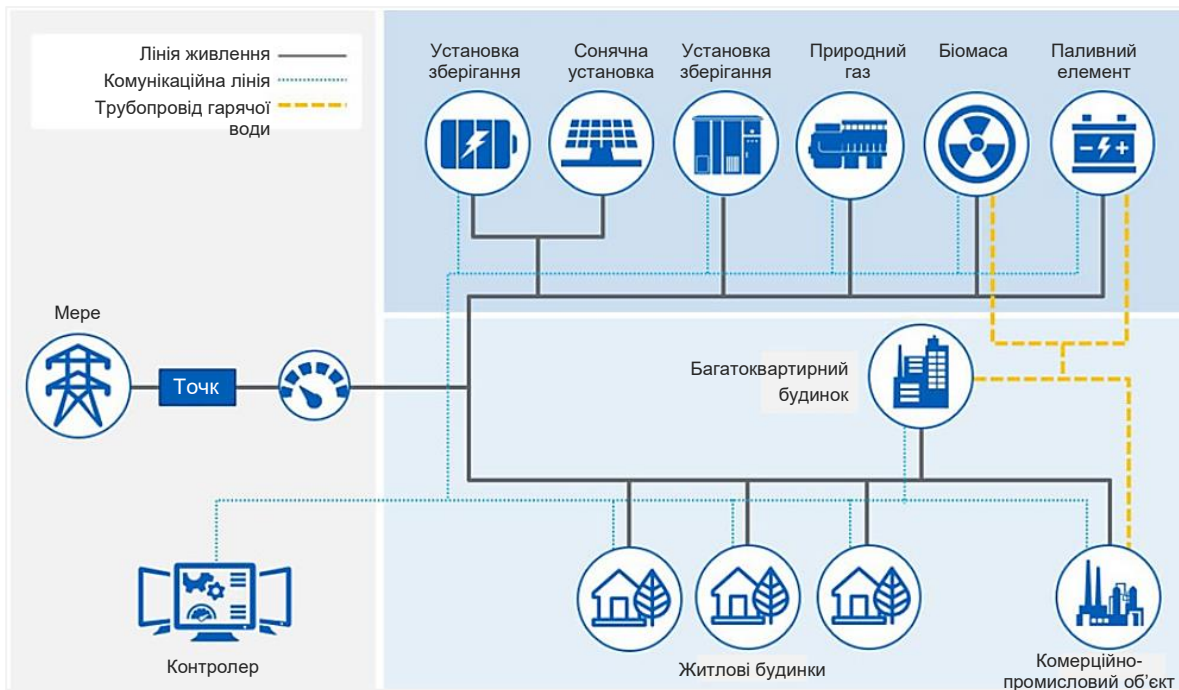 Лінія живлення
Комунікаційна лінія
Трубопровід гарячої
води
Установка
зберігання
Сонячна
установка
Установка
зберігання
Природний
газ
Біомаса
Паливний
елемент
Мере
Точк
Багатоквартирний
будинок
Контролер
Житлові будинки
Комерційно-
промисловий об’єкт